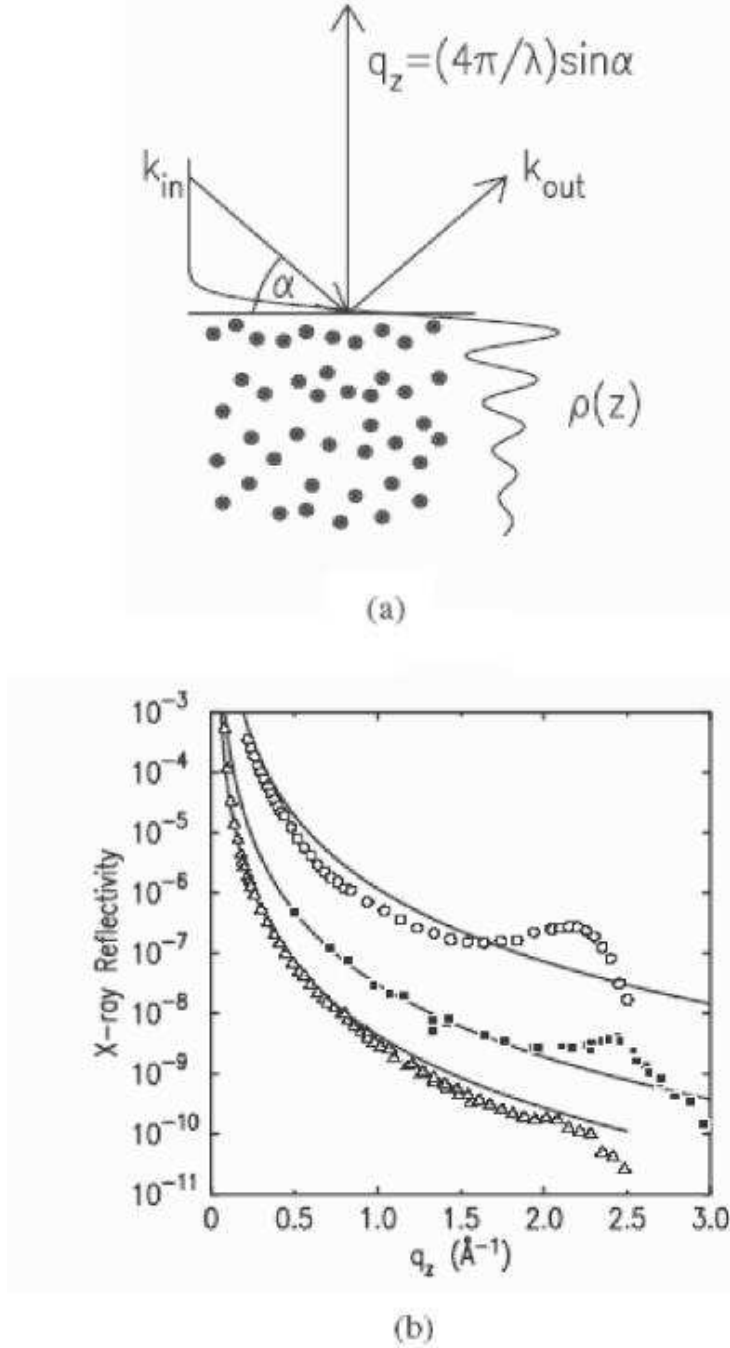 q_z=(4π/λ)sinα
k_in
k_out
α
ρ(z)
(a)
X-ray Reflectivity
10⁻³
10⁻⁴
10⁻⁵
10⁻⁶
10⁻⁷
10⁻⁸
10⁻⁹
10⁻¹⁰
10⁻¹¹
0 0.5 1.0 1.5 2.0 2.5 3.0
q_z (Å⁻¹)
(b)